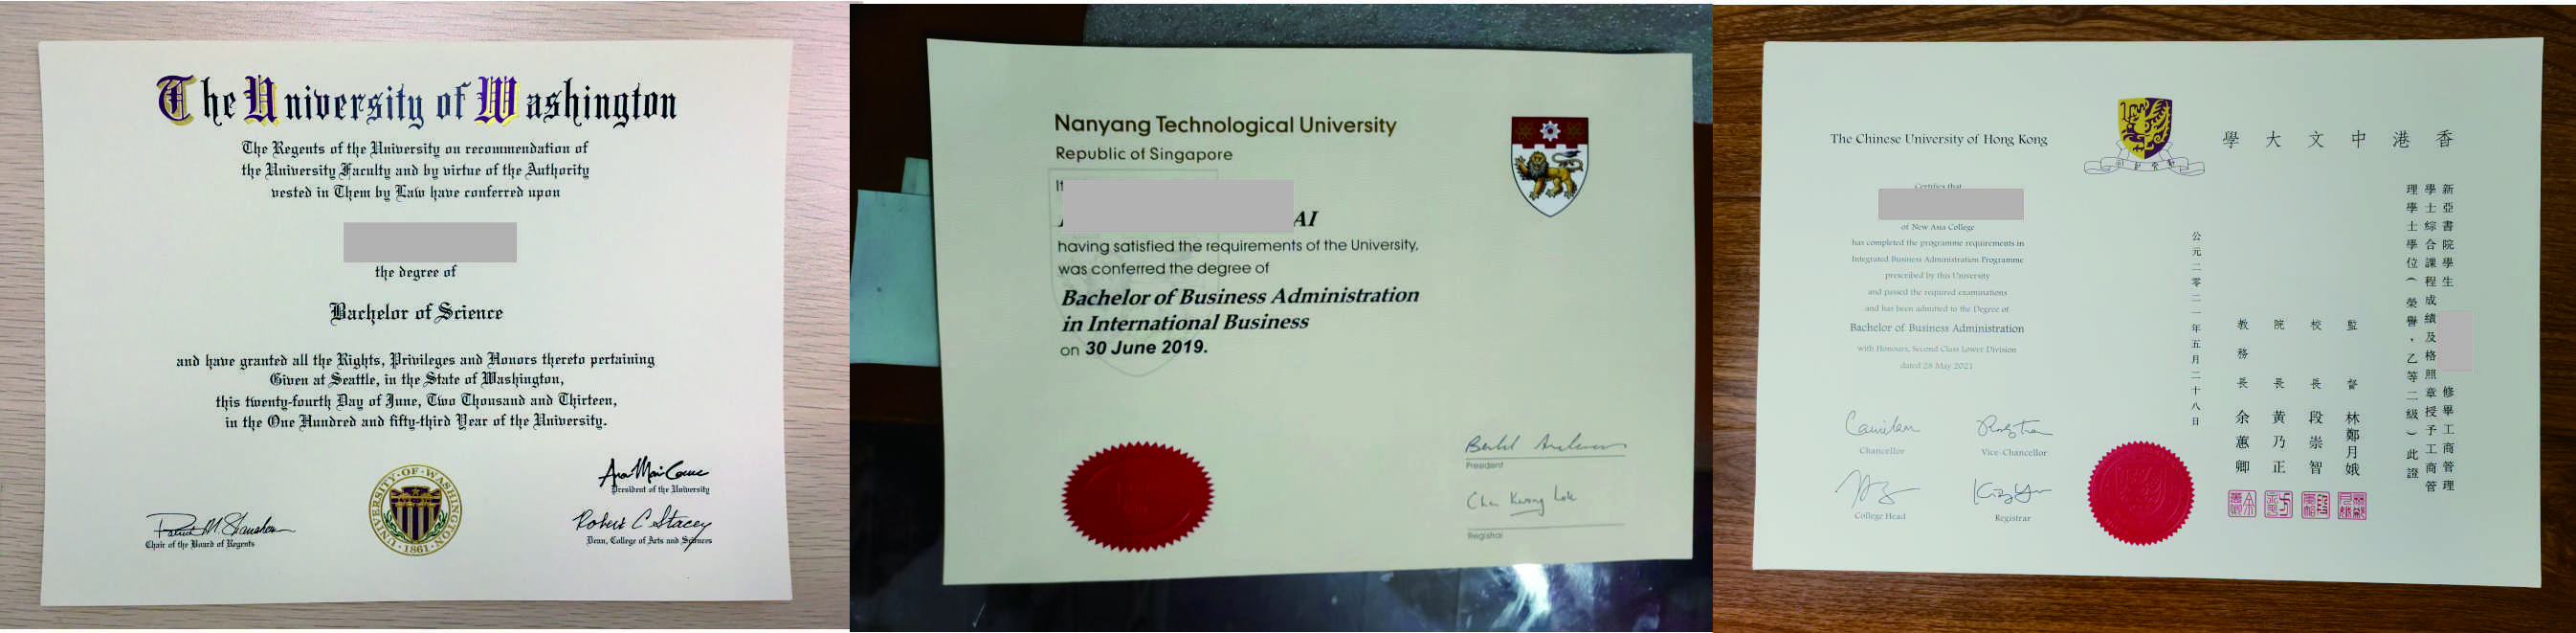 The University of Washington
The Regents of the University on recommendation of
the University Faculty and by virtue of the Authority
vested in Them by Law have conferred upon
the degree of
Bachelor of Science
and have granted all the Rights, Privileges and Honors thereto pertaining
Given at Seattle, in the State of Washington,
this twenty-fourth Day of June, Two Thousand and Thirteen,
in the One Hundred and fifty-third Year of the University.
President of the University
Chair of the Board of Regents
UNIVERSITY·OF·WASHINGTON
·1861·
Robert C Stacey
Dean, College of Arts and Sciences
Nanyang Technological University
Republic of Singapore
AI
having satisfied the requirements of the University,
was conferred the degree of
Bachelor of Business Administration
in International Business
on 30 June 2019.
President
Registrar
The Chinese University of Hong Kong
香港中文大學
Certifies that
of New Asia College
has completed the programme requirements in
Integrated Business Administration Programme
prescribed by this University
and passed the required examinations
and has been admitted to the Degree of
Bachelor of Business Administration
with Honours, Second Class Lower Division
dated 28 May 2021
Chancellor
Vice-Chancellor
College Head
Registrar
新亞書院學生
修畢工商管理
學士綜合課程成績及格照章授予工商管
理學士學位（榮譽，乙等二級）此證
監督 林鄭月娥
校長 段崇智
院長 黃乃正
教務長 余蕙卿
公元二零二一年五月二十八日